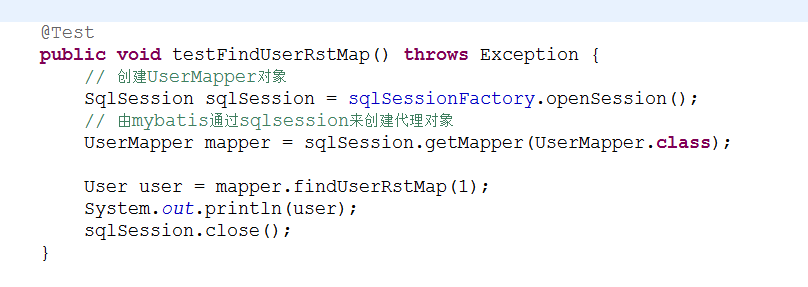 @Test
public void testFindUserRstMap() throws Exception {
// 创建UserMapper对象
SqlSession sqlSession = sqlSessionFactory.openSession();
// 由mybatis通过sqlsession来创建代理对象
UserMapper mapper = sqlSession.getMapper(UserMapper.class);
User user = mapper.findUserRstMap(1);
System.out.println(user);
sqlSession.close();
}